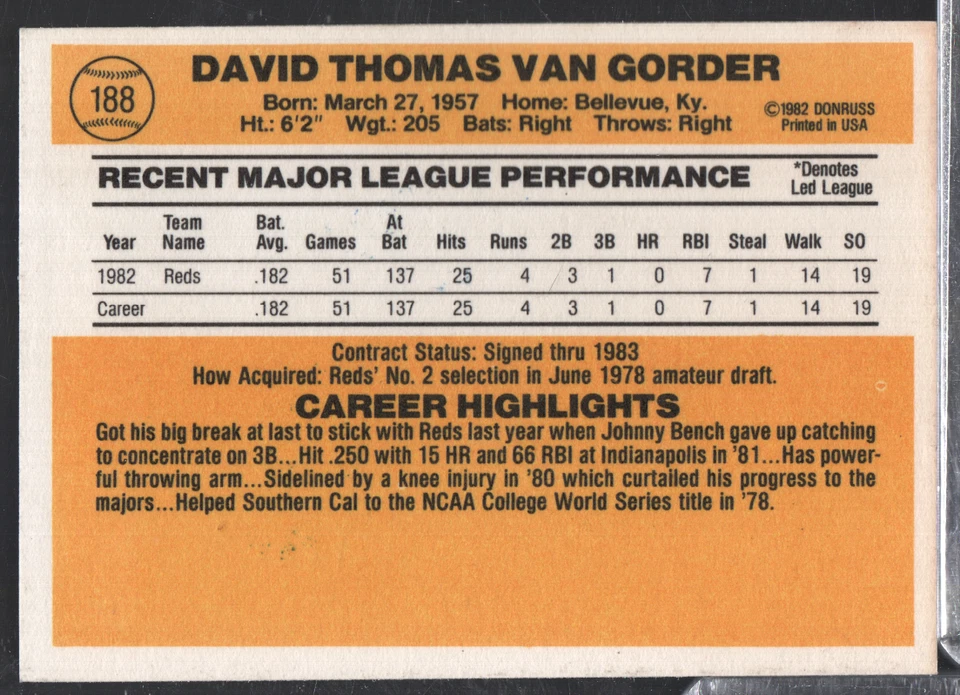 188
DAVID THOMAS VAN GORDER
Born: March 27, 1957 Home: Bellevue, Ky.
Ht.: 6'2" Wgt.: 205 Bats: Right Throws: Right
©1982 DONRUSS
Printed in USA
RECENT MAJOR LEAGUE PERFORMANCE
*Denotes
Led League
Year Team Name Bat. Avg. Games At Bat Hits Runs 2B 3B HR RBI Steal Walk SO
1982 Reds .182 51 137 25 4 3 1 0 7 1 14 19
Career .182 51 137 25 4 3 1 0 7 1 14 19
Contract Status: Signed thru 1983
How Acquired: Reds' No. 2 selection in June 1978 amateur draft.
CAREER HIGHLIGHTS
Got his big break at last to stick with Reds last year when Johnny Bench gave up catching
to concentrate on 3B...Hit .250 with 15 HR and 66 RBI at Indianapolis in '81...Has power-
ful throwing arm...Sidelined by a knee injury in '80 which curtailed his progress to the
majors...Helped Southern Cal to the NCAA College World Series title in '78.